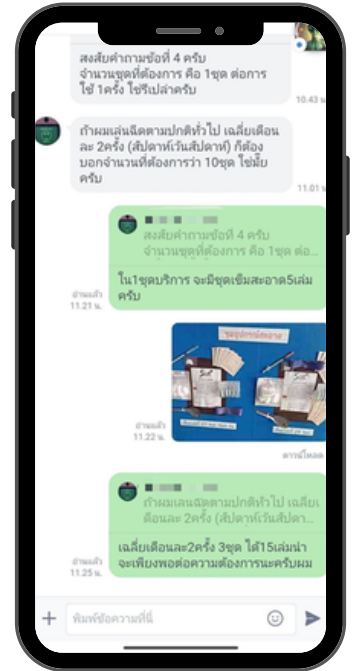 สงสัยคำถามข้อที่ 4 ครับ
จำนวนชุดที่ต้องการ คือ 1ชุด ต่อการ
ใช้ 1ครั้ง ใช่รึเปล่าครับ
10.43 น.
ถ้าผมเล่นฉีดตามปกติทั่วไป เฉลี่ยเดือน
ละ 2ครั้ง (สัปดาห์เว้นสัปดาห์) ก็ต้อง
บอกจำนวนที่ต้องการว่า 10ชุด ใช่มั้ย
ครับ
11.01 น.
สงสัยคำถามข้อที่ 4 ครับ
จำนวนชุดที่ต้องการ คือ 1ชุด ต่อ...
ใน1ชุดบริการ จะมีชุดเข็มสะอาด5เล่ม
ครับ
อ่านแล้ว
11.21 น.
ชุดอุปกรณ์สะอาด
อ่านแล้ว
11.22 น.
ดาวน์โหลด
ถ้าผมเล่นฉีดตามปกติทั่วไป เฉลี่ย
เดือนละ 2ครั้ง (สัปดาห์เว้นสัปดา...
เฉลี่ยเดือนละ2ครั้ง 3ชุด ได้15เล่มน่า
จะเพียงพอต่อความต้องการนะครับผม
อ่านแล้ว
11.25 น.
พิมพ์ข้อความที่นี่